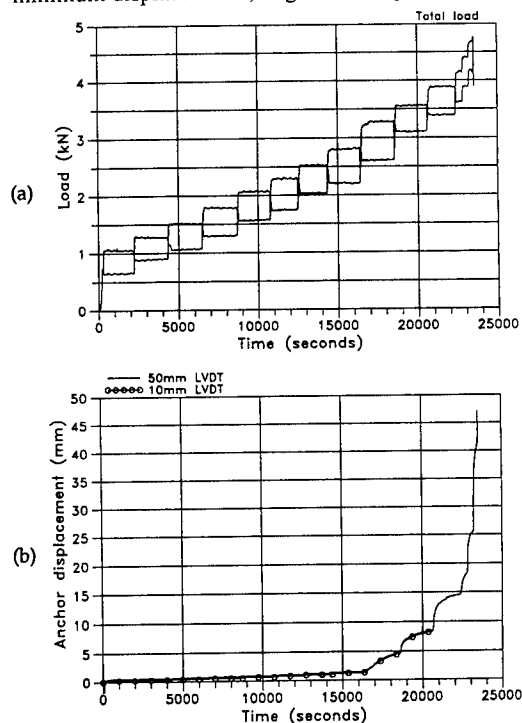 Total load
5
4
3
2
1
0
Load (kN)
(a)
0 5000 10000 15000 20000 25000
Time (seconds)
50mm LVDT
10mm LVDT
50
45
40
35
30
25
20
15
10
5
0
Anchor displacement (mm)
(b)
0 5000 10000 15000 20000 25000
Time (seconds)